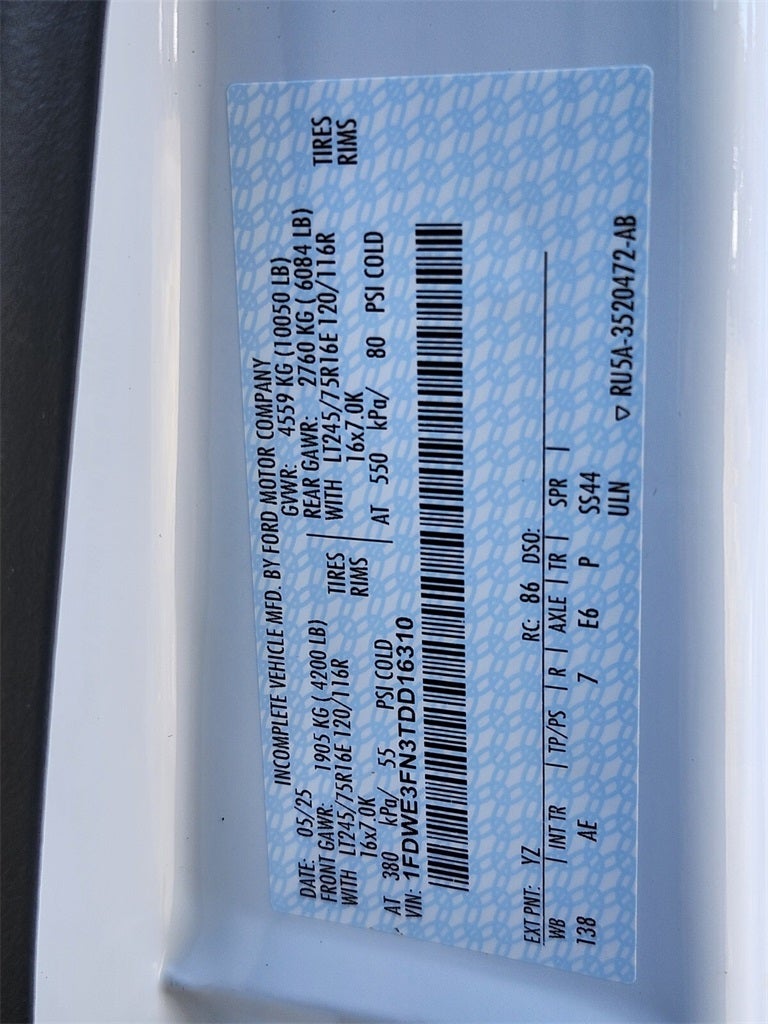 INCOMPLETE VEHICLE MFD. BY FORD MOTOR COMPANY
DATE: 05/25 GVWR: 4559 KG (10050 LB)
FRONT GAWR: 1905 KG ( 4200 LB) REAR GAWR: 2760 KG ( 6084 LB)
WITH LT245/75R16E 120/116R TIRES WITH LT245/75R16E 120/116R TIRES
16x7.0K RIMS 16x7.0K RIMS
AT 380 kPa/ 55 PSI COLD AT 550 kPa/ 80 PSI COLD
VIN: 1FDWE3FN3TDD16310
EXT PNT: YZ RC: 86 DSO:
WB | INT TR | TP/PS | R | AXLE | TR | SPR |
138 AE 7 E6 P SS44
ULN ▽ RU5A-3520472-AB